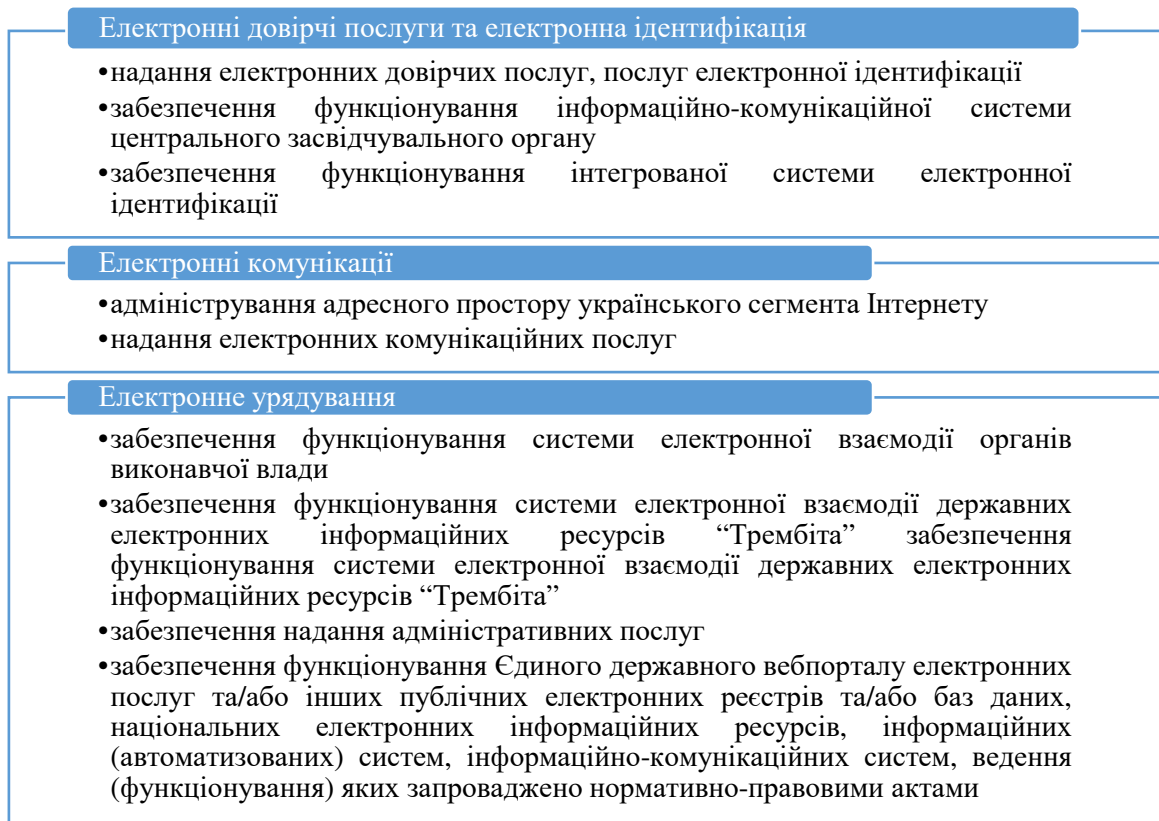 Електронні довірчі послуги та електронна ідентифікація
•надання електронних довірчих послуг, послуг електронної ідентифікації
•забезпечення функціонування інформаційно-комунікаційної системи
центрального засвідчувального органу
•забезпечення функціонування інтегрованої системи електронної
ідентифікації
Електронні комунікації
•адміністрування адресного простору українського сегмента Інтернету
•надання електронних комунікаційних послуг
Електронне урядування
•забезпечення функціонування системи електронної взаємодії органів
виконавчої влади
•забезпечення функціонування системи електронної взаємодії державних
електронних інформаційних ресурсів “Трембіта” забезпечення
функціонування системи електронної взаємодії державних електронних
інформаційних ресурсів “Трембіта”
•забезпечення надання адміністративних послуг
•забезпечення функціонування Єдиного державного вебпорталу електронних
послуг та/або інших публічних електронних реєстрів та/або баз даних,
національних електронних інформаційних ресурсів, інформаційних
(автоматизованих) систем, інформаційно-комунікаційних систем, ведення
(функціонування) яких запроваджено нормативно-правовими актами